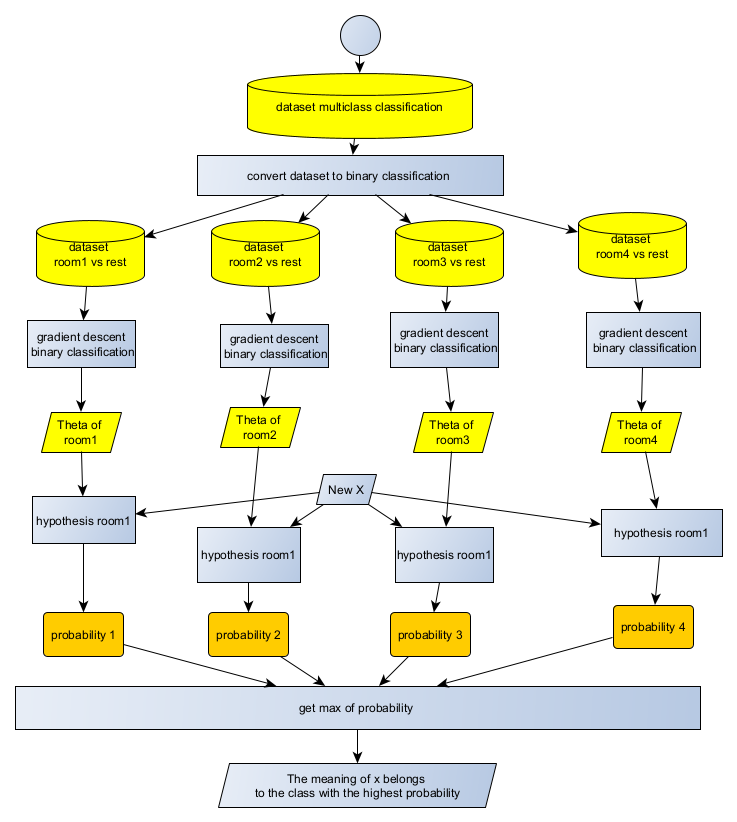 dataset multiclass classification
convert dataset to binary classification
dataset
room1 vs rest
dataset
room2 vs rest
dataset
room3 vs rest
dataset
room4 vs rest
gradient descent
binary classification
gradient descent
binary classification
gradient descent
binary classification
gradient descent
binary classification
Theta of
room1
Theta of
room2
Theta of
room3
Theta of
room4
New X
hypothesis room1
hypothesis room1
hypothesis room1
hypothesis room1
probability 1
probability 2
probability 3
probability 4
get max of probability
The meaning of x belongs
to the class with the highest probability